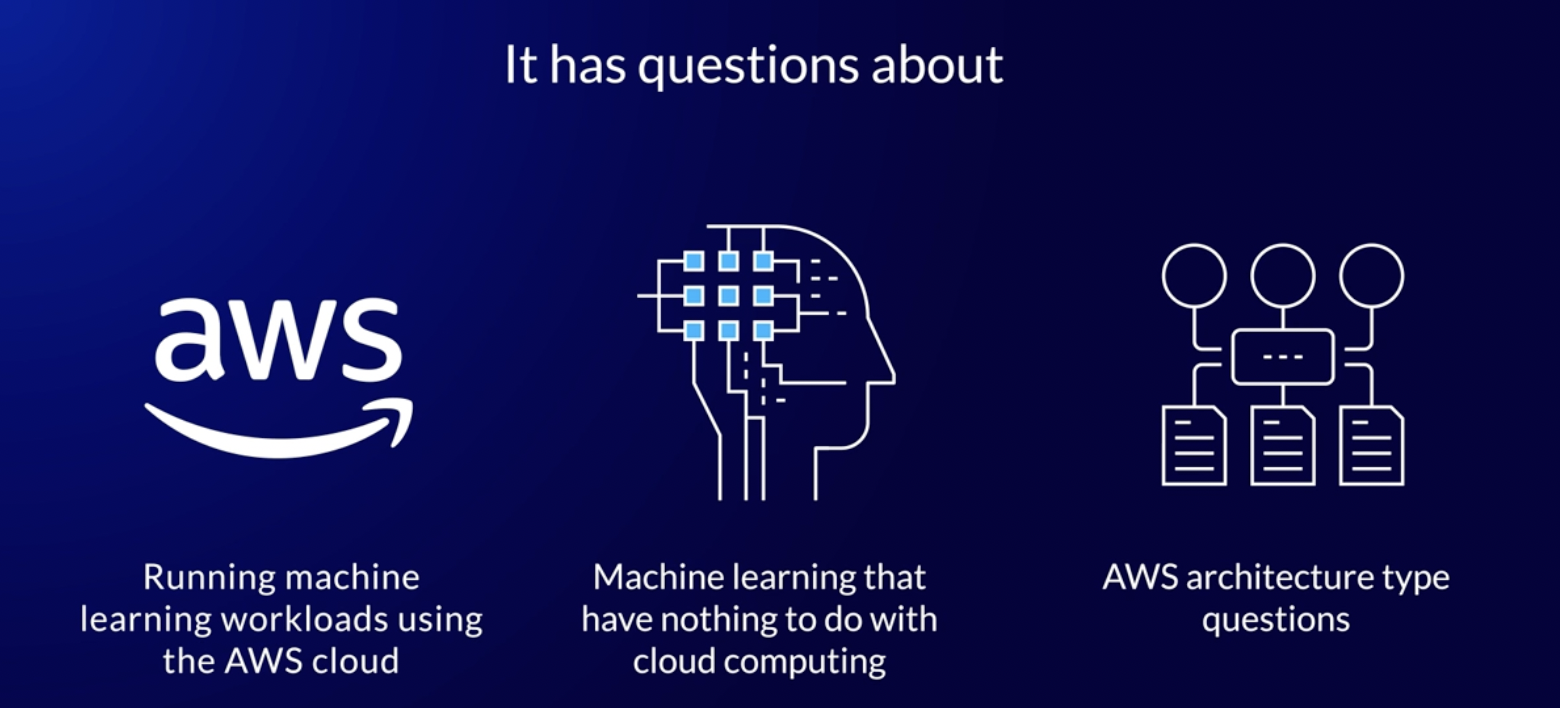 It has questions about
aws
Running machine
learning workloads using
the AWS cloud
Machine learning that
have nothing to do with
cloud computing
AWS architecture type
questions